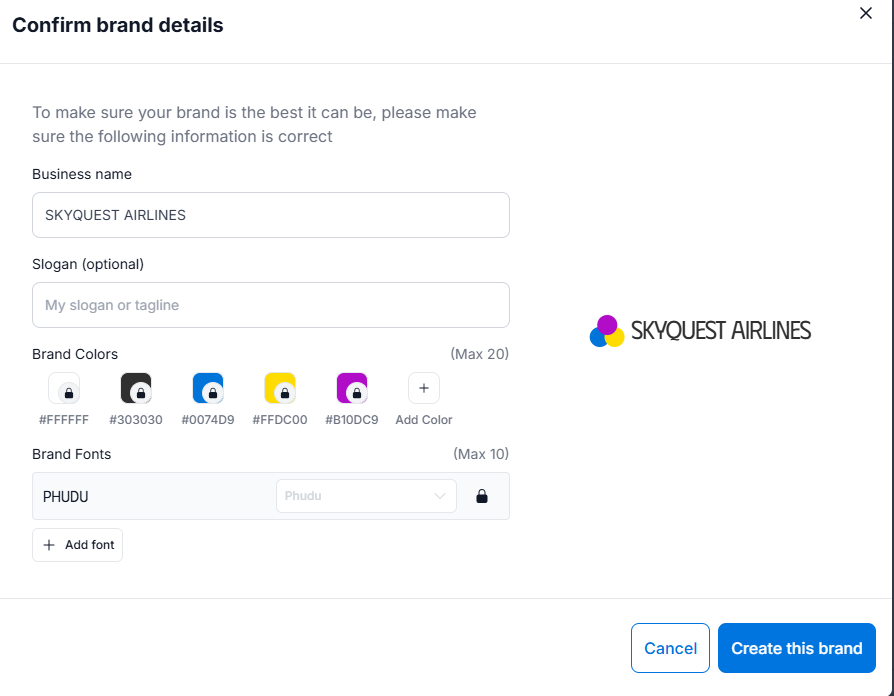 Confirm brand details
To make sure your brand is the best it can be, please make
sure the following information is correct
Business name
SKYQUEST AIRLINES
Slogan (optional)
My slogan or tagline
SKYQUEST AIRLINES
Brand Colors (Max 20)
#FFFFFF #303030 #0074D9 #FFDC00 #B10DC9 Add Color
Brand Fonts (Max 10)
PHUDU Phudu
Add font
Cancel Create this brand